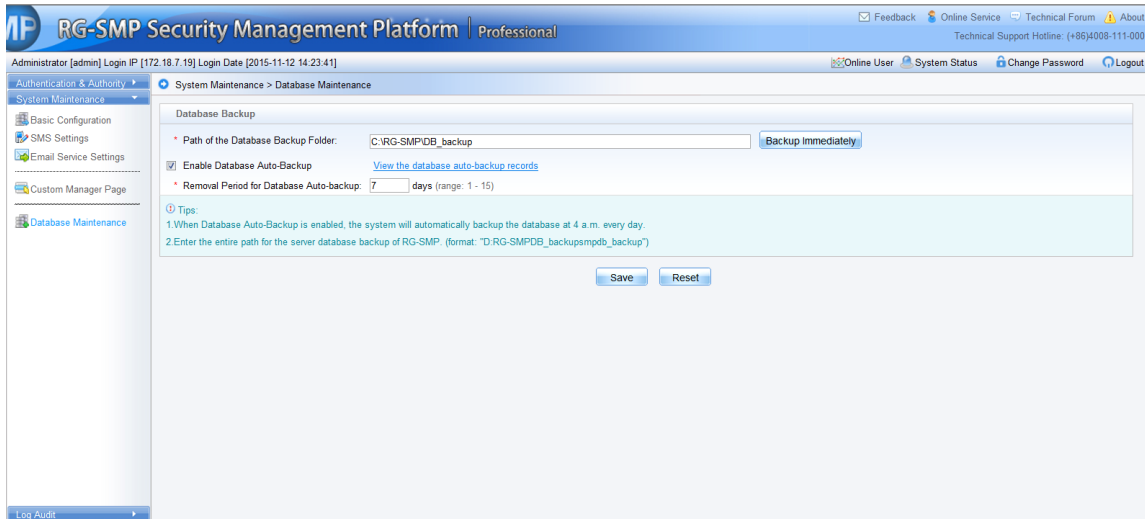 MP RG-SMP Security Management Platform | Professional
Feedback Online Service Technical Forum About
Technical Support Hotline: (+86)4008-111-000
Administrator [admin] Login IP [172.18.7.19] Login Date [2015-11-12 14:23:41]
Online User System Status Change Password Logout
Authentication & Authority
System Maintenance
Basic Configuration
SMS Settings
Email Service Settings
Custom Manager Page
Database Maintenance
Log Audit
System Maintenance > Database Maintenance
Database Backup
* Path of the Database Backup Folder: C:\RG-SMP\DB_backup Backup Immediately
Enable Database Auto-Backup View the database auto-backup records
* Removal Period for Database Auto-backup: 7 days (range: 1 - 15)
Tips:
1.When Database Auto-Backup is enabled, the system will automatically backup the database at 4 a.m. every day.
2.Enter the entire path for the server database backup of RG-SMP. (format: "D:RG-SMPDB_backupsmpdb_backup")
Save Reset